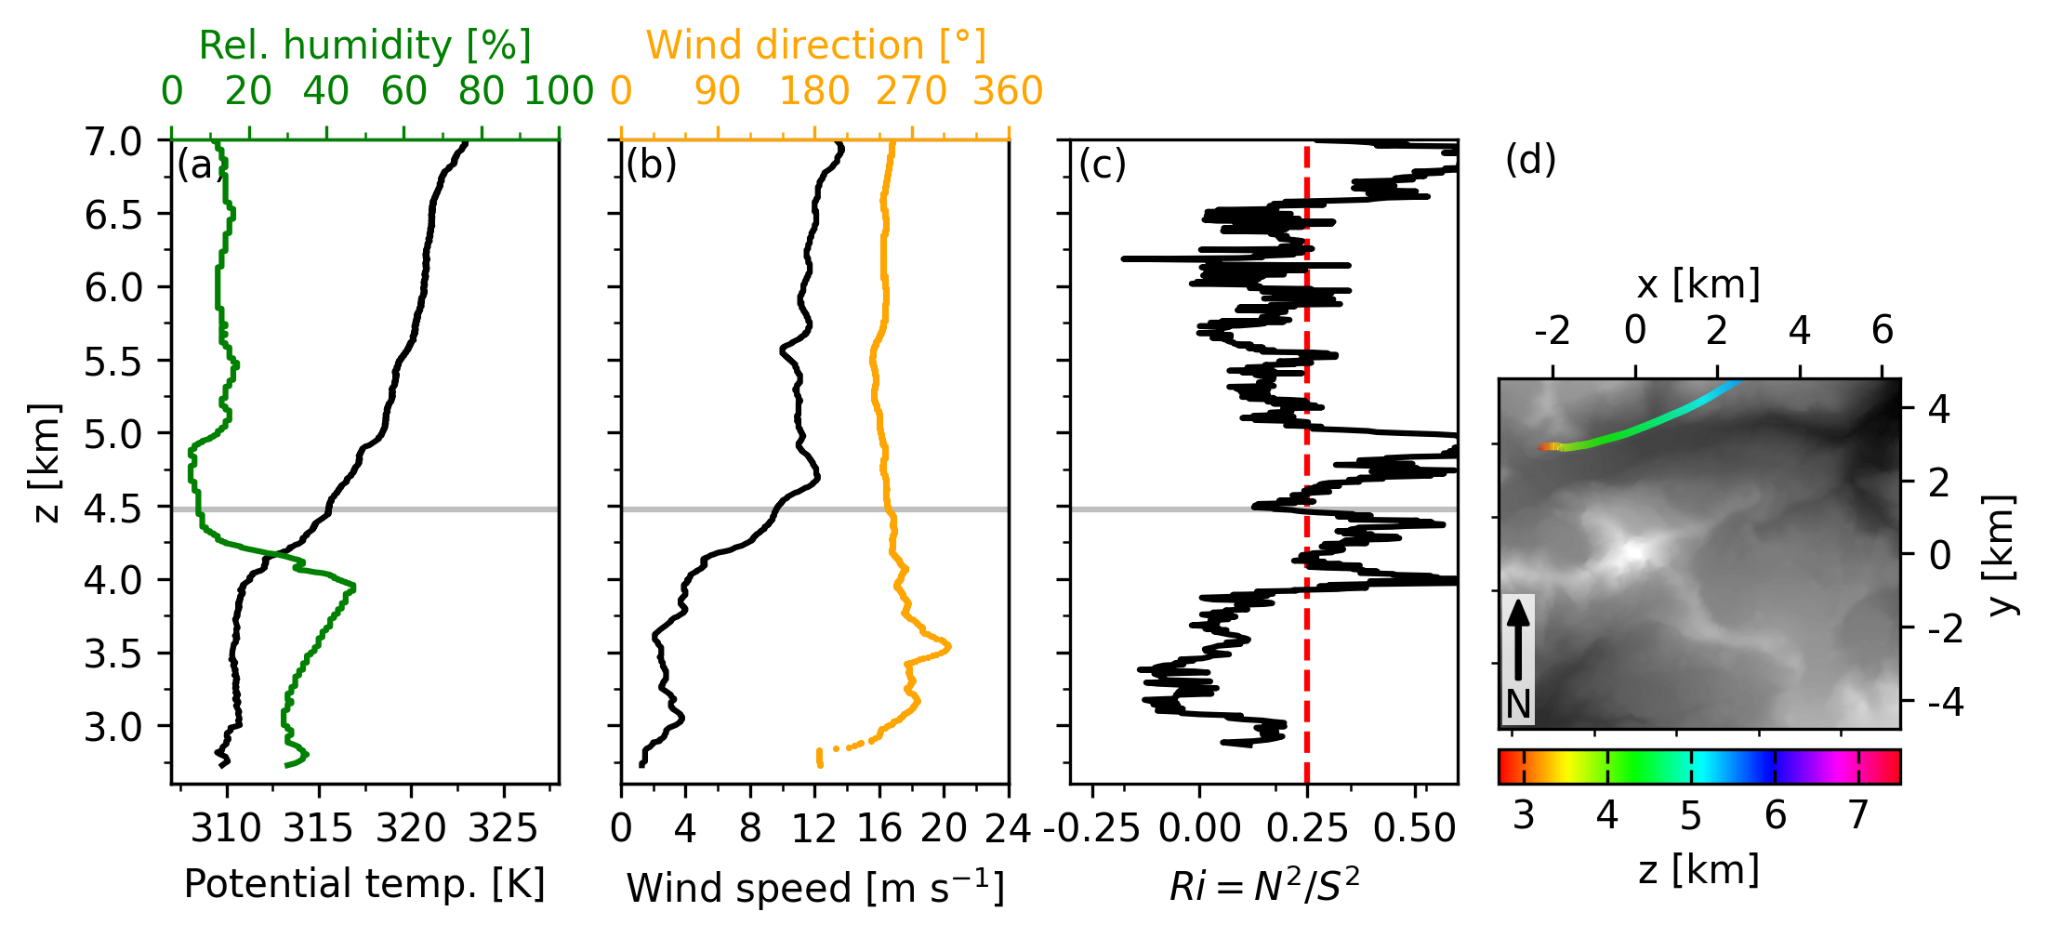 Rel. humidity [%]
0 20 40 60 80 100
Wind direction [°]
0 90 180 270 360
z [km]
7.0
6.5
6.0
5.5
5.0
4.5
4.0
3.5
3.0
(a)
310 315 320 325
Potential temp. [K]
(b)
0 4 8 12 16 20 24
Wind speed [m s⁻¹]
(c)
-0.25 0.00 0.25 0.50
Ri = N²/S²
(d)
x [km]
-2 0 2 4 6
4
2
0
-2
-4
y [km]
N
3 4 5 6 7
z [km]